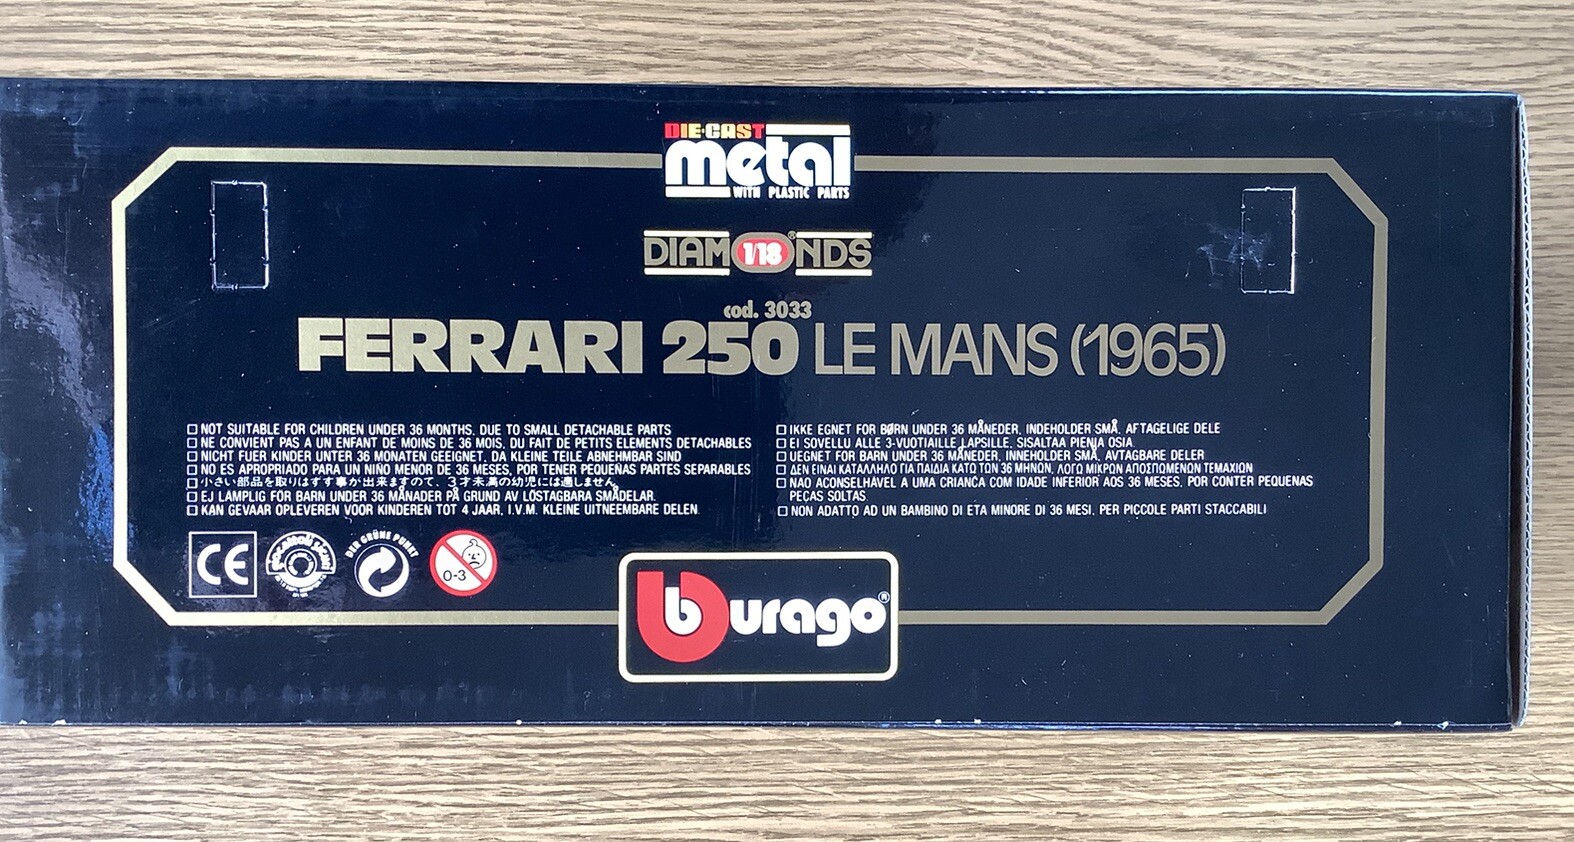 DIE-CAST
metal
WITH PLASTIC PARTS
DIAM 1/18® NDS
cod. 3033
FERRARI 250 LE MANS (1965)
□ NOT SUITABLE FOR CHILDREN UNDER 36 MONTHS, DUE TO SMALL DETACHABLE PARTS
□ NE CONVIENT PAS A UN ENFANT DE MOINS DE 36 MOIS, DU FAIT DE PETITS ELEMENTS DETACHABLES
□ NICHT FUER KINDER UNTER 36 MONATEN GEEIGNET, DA KLEINE TEILE ABNEHMBAR SIND
□ NO ES APROPRIADO PARA UN NIÑO MENOR DE 36 MESES, POR TENER PEQUEÑAS PARTES SEPARABLES
□ 小さい部品を取りはずす事が出来ますので、3才未満の幼児には適しません。
□ EJ LAMPLIG FOR BARN UNDER 36 MÅNADER PÅ GRUND AV LÖSTAGBARA SMÅDELAR.
□ KAN GEVAAR OPLEVEREN VOOR KINDEREN TOT 4 JAAR, I.V.M. KLEINE UITNEEMBARE DELEN
□ IKKE EGNET FOR BØRN UNDER 36 MÅNEDER, INDEHOLDER SMÅ, AFTAGELIGE DELE
□ EI SOVELLU ALLE 3-VUOTIAILLE LAPSILLE, SISALTAA PIENIA OSIA
□ UEGNET FOR BARN UNDER 36 MÅNEDER, INNEHOLDER SMÅ, AVTAGBARE DELER
□ ΔΕΝ ΕΙΝΑΙ ΚΑΤΑΛΛΗΛΟ ΓΙΑ ΠΑΙΔΙΑ ΚΑΤΩ ΤΩΝ 36 ΜΗΝΩΝ, ΛΟΓΩ ΜΙΚΡΩΝ ΑΠΟΣΠΩΜΕΝΩΝ ΤΕΜΑΧΙΩΝ
□ NAO ACONSELHÁVEL A UMA CRIANÇA COM IDADE INFERIOR AOS 36 MESES, POR CONTER PEQUENAS
PEÇAS SOLTAS
□ NON ADATTO AD UN BAMBINO DI ETA MINORE DI 36 MESI, PER PICCOLE PARTI STACCABILI
CE
giocattoli sicuri
DER GRÜNE PUNKT
0-3
burago®